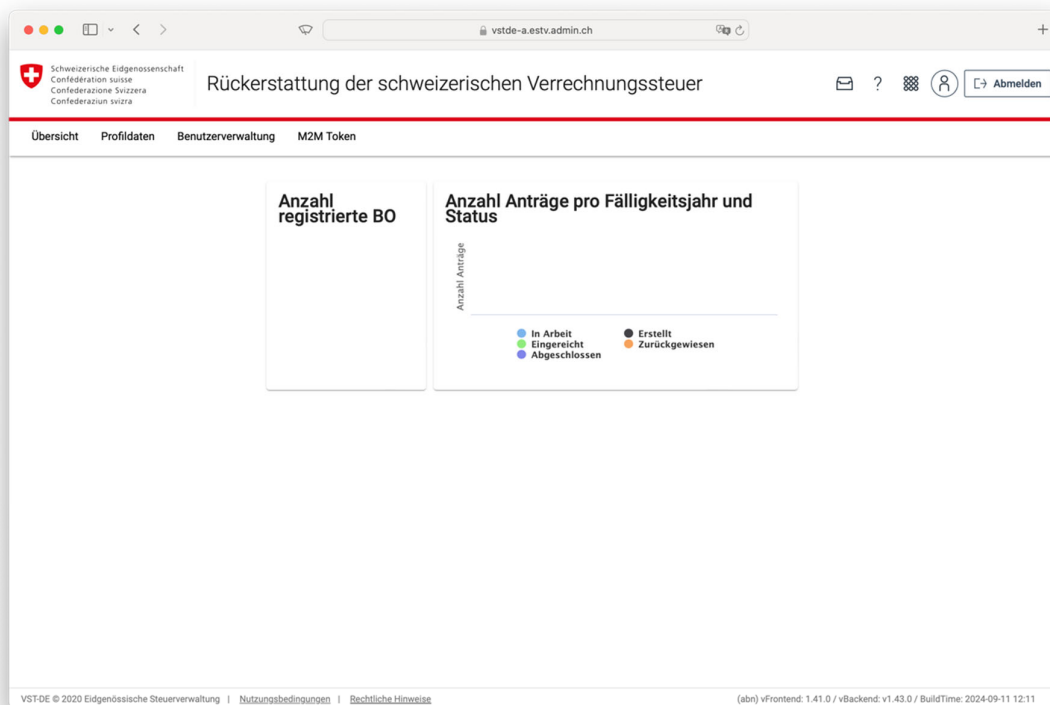 vstde-a.estv.admin.ch
Schweizerische Eidgenossenschaft
Confédération suisse
Confederazione Svizzera
Confederaziun svizra
Rückerstattung der schweizerischen Verrechnungssteuer
?
Abmelden
Übersicht Profildaten Benutzerverwaltung M2M Token
Anzahl
registrierte BO
Anzahl Anträge pro Fälligkeitsjahr und
Status
Anzahl Anträge
In Arbeit Erstellt
Eingereicht Zurückgewiesen
Abgeschlossen
VST-DE © 2020 Eidgenössische Steuerverwaltung | Nutzungsbedingungen | Rechtliche Hinweise (abn) vFrontend: 1.41.0 / vBackend: v1.43.0 / BuildTime: 2024-09-11 12:11